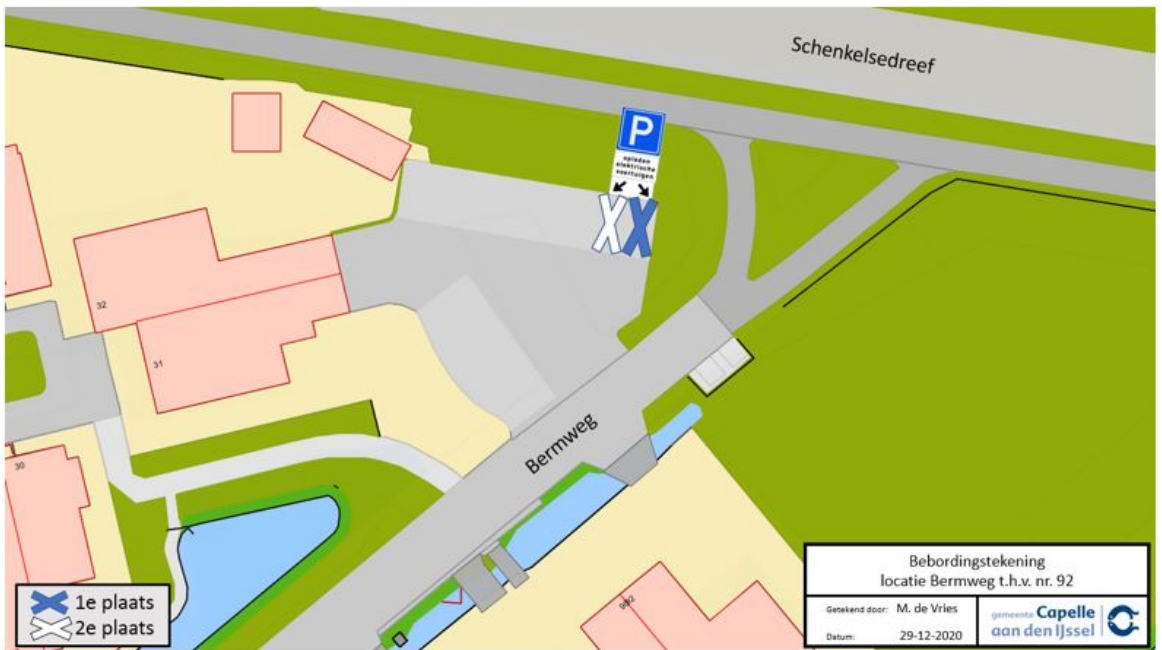 Schenkelsedreef
P
opladen
elektrische
voertuigen
32
31
30
Bermweg
1e plaats
2e plaats
Bebordingstekening
locatie Bermweg t.h.v. nr. 92
Getekend door: M. de Vries
Datum: 29-12-2020
gemeente Capelle
aan den IJssel